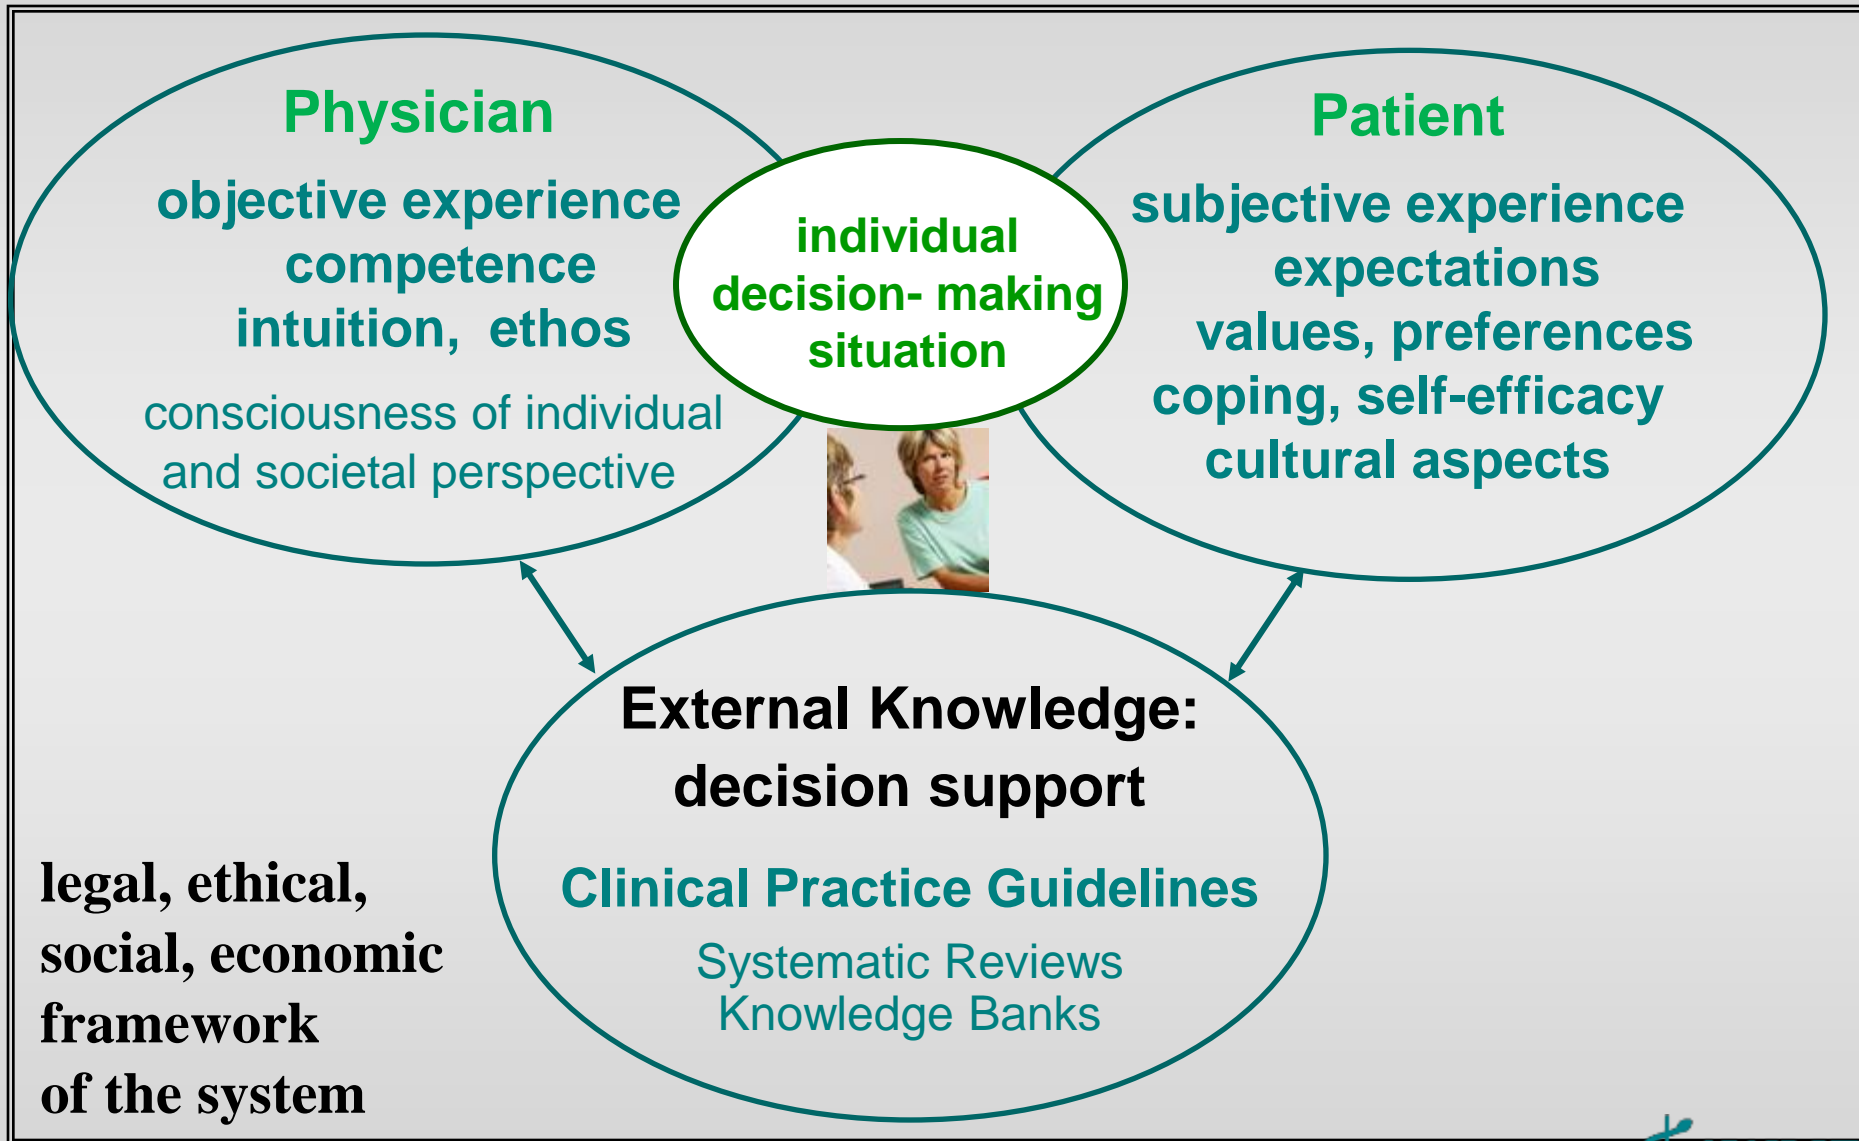 Physician
objective experience
competence
intuition, ethos
consciousness of individual
and societal perspective
individual
decision- making
situation
Patient
subjective experience
expectations
values, preferences
coping, self-efficacy
cultural aspects
External Knowledge:
decision support
Clinical Practice Guidelines
Systematic Reviews
Knowledge Banks
legal, ethical,
social, economic
framework
of the system